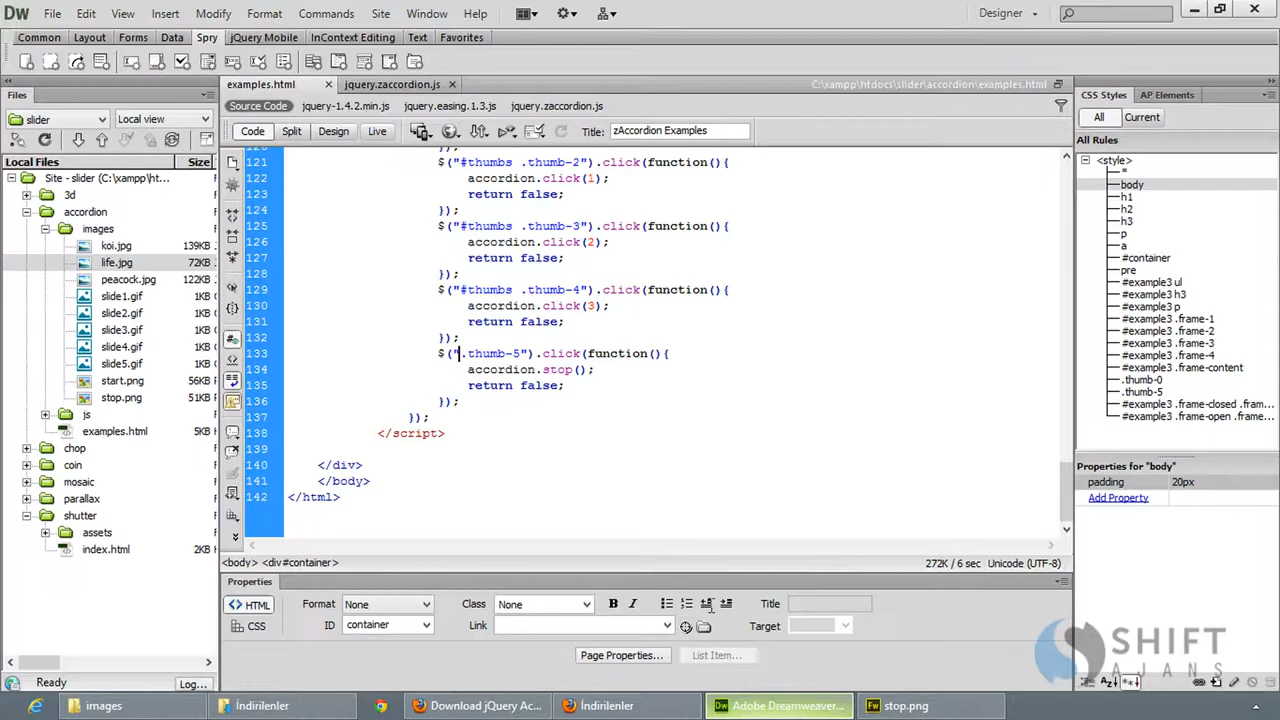 Dw File Edit View Insert Modify Format Commands Site Window Help Designer
Common Layout Forms Data Spry jQuery Mobile InContext Editing Text Favorites
Files
slider Local view
Local Files Size
Site - slider (C:\xampp\ht...
3d
accordion
images
koi.jpg 139KB
life.jpg 72KB
peacock.jpg 122KB
slide1.gif 1KB
slide2.gif 1KB
slide3.gif 1KB
slide4.gif 1KB
slide5.gif 1KB
start.png 56KB
stop.png 51KB
js
examples.html 5KB
chop
coin
mosaic
parallax
shutter
assets
index.html 2KB
Ready Log...
examples.html jquery.zaccordion.js C:\xampp\htdocs\slider\accordion\examples.html
Source Code jquery-1.4.2.min.js jquery.easing.1.3.js jquery.zaccordion.js
Code Split Design Live Title: zAccordion Examples
121 $("#thumbs .thumb-2").click(function(){
122 accordion.click(1);
123 return false;
124 });
125 $("#thumbs .thumb-3").click(function(){
126 accordion.click(2);
127 return false;
128 });
129 $("#thumbs .thumb-4").click(function(){
130 accordion.click(3);
131 return false;
132 });
133 $(".thumb-5").click(function(){
134 accordion.stop();
135 return false;
136 });
137 });
138 </script>
139
140 </div>
141 </body>
142 </html>
<body> <div#container> 272K / 6 sec Unicode (UTF-8)
Properties
<> HTML Format None Class None B I Title
CSS ID container Link Target
Page Properties... List Item...
CSS Styles AP Elements
All Current
All Rules
<style>
*
body
h1
h2
h3
p
a
#container
pre
#example3 ul
#example3 h3
#example3 p
#example3 .frame-1
#example3 .frame-2
#example3 .frame-3
#example3 .frame-4
#example3 .frame-content
.thumb-0
.thumb-5
#example3 .frame-closed .fram...
#example3 .frame-open .frame...
Properties for "body"
padding 20px
Add Property
SHIFT
AJANS
images İndirilenler Download jQuery Ac... İndirilenler Adobe Dreamweaver... stop.png